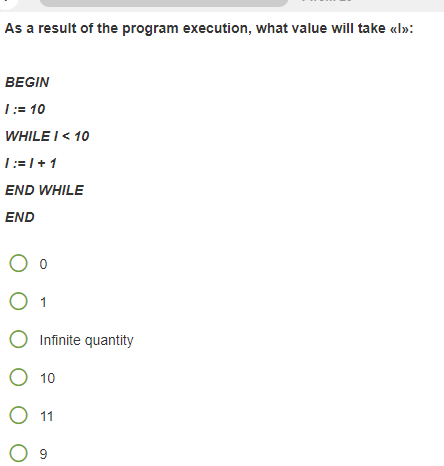 As a result of the program execution, what value will take «I»:
BEGIN
I := 10
WHILE I < 10
I := I + 1
END WHILE
END
0
1
Infinite quantity
10
11
9